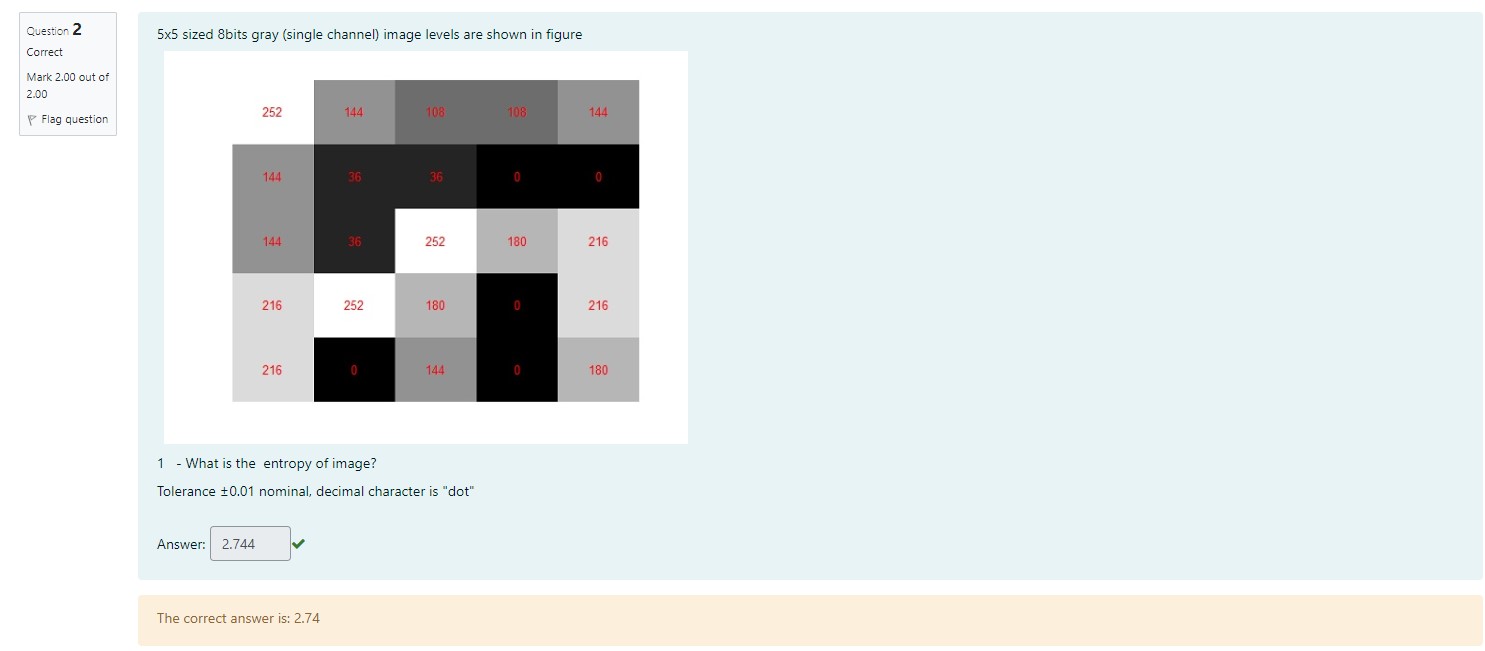 Question 2
Correct
Mark 2.00 out of
2.00
Flag question
5x5 sized 8bits gray (single channel) image levels are shown in figure
252 144 108 108 144
144 36 36 0 0
144 36 252 180 216
216 252 180 0 216
216 0 144 0 180
1 - What is the entropy of image?
Tolerance ±0.01 nominal, decimal character is "dot"
Answer: 2.744
The correct answer is: 2.74